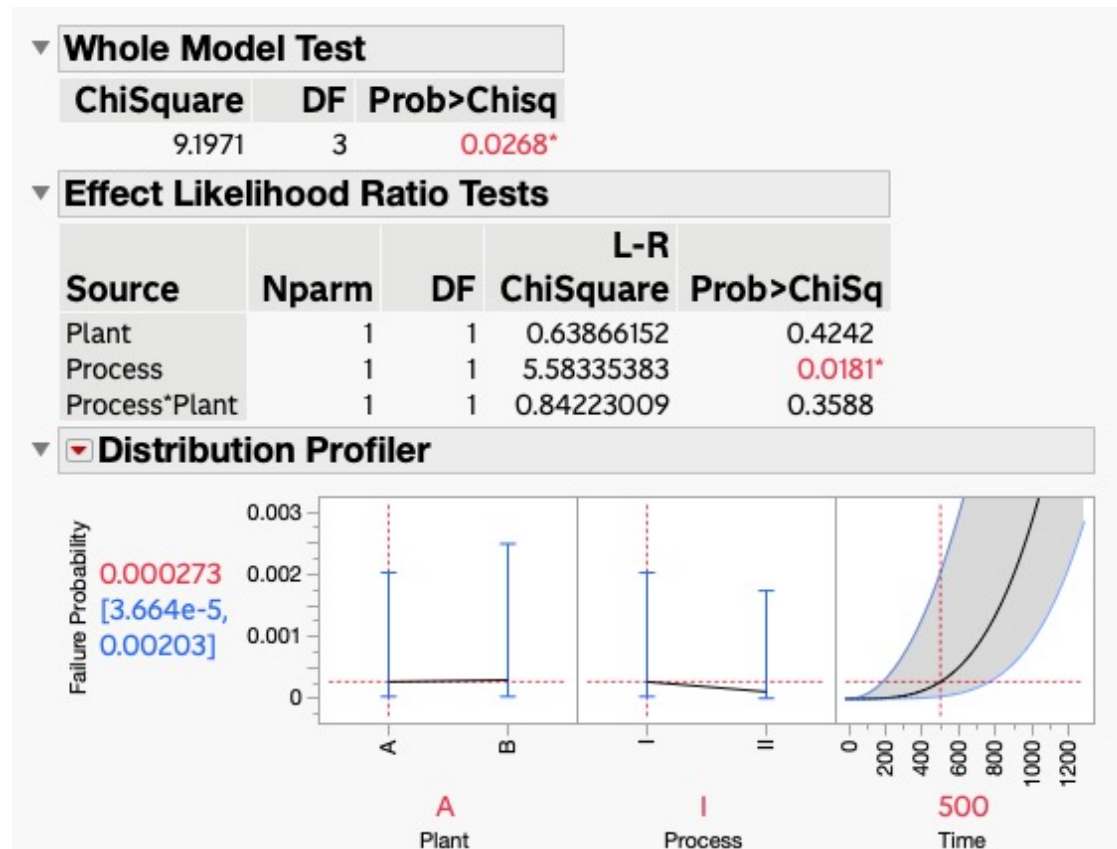 Whole Model Test
ChiSquare DF Prob>Chisq
9.1971 3 0.0268*
Effect Likelihood Ratio Tests
L-R
Source Nparm DF ChiSquare Prob>ChiSq
Plant 1 1 0.63866152 0.4242
Process 1 1 5.58335383 0.0181*
Process*Plant 1 1 0.84223009 0.3588
Distribution Profiler
Failure Probability
0.000273
[3.664e-5,
0.00203]
0.003
0.002
0.001
0
A B
I II
0 200 400 600 800 1000 1200
A I 500
Plant Process Time